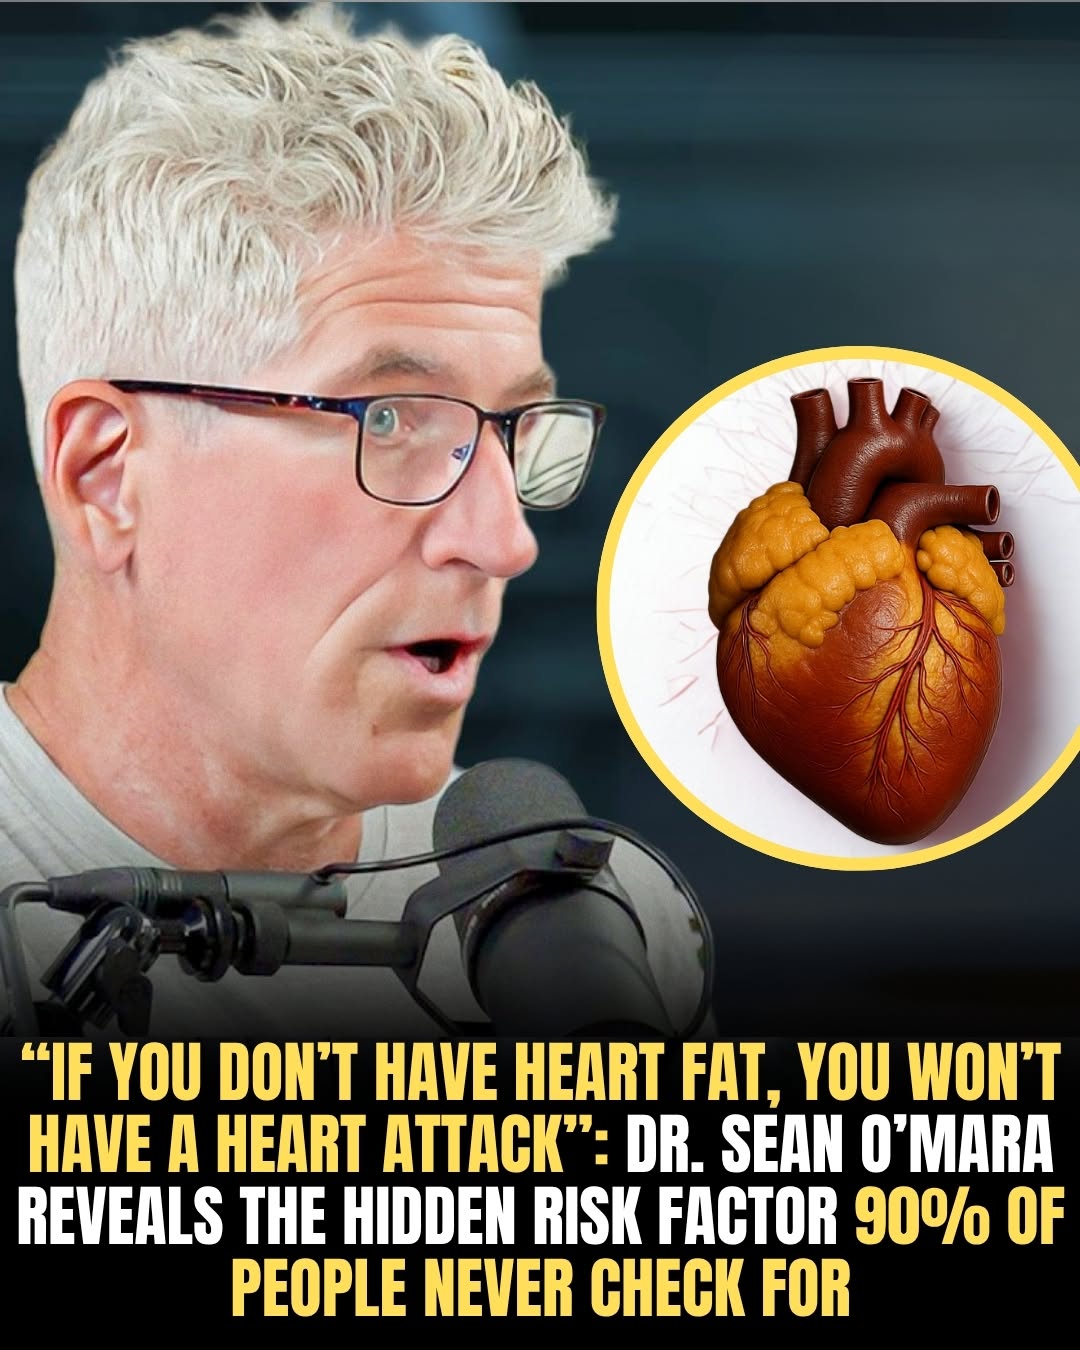 “IF YOU DON’T HAVE HEART FAT, YOU WON’T
HAVE A HEART ATTACK”: DR. SEAN O’MARA
REVEALS THE HIDDEN RISK FACTOR 90% OF
PEOPLE NEVER CHECK FOR